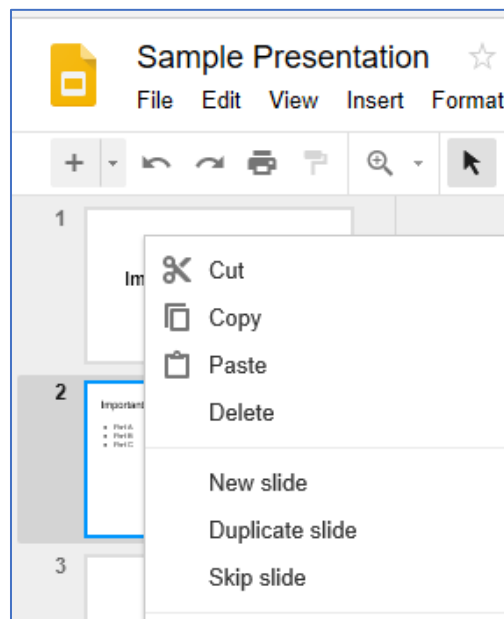 Sample Presentation
File Edit View Insert Format
1
Im
Cut
Copy
Paste
Delete
2
Important
Part A
Part B
Part C
New slide
Duplicate slide
Skip slide
3